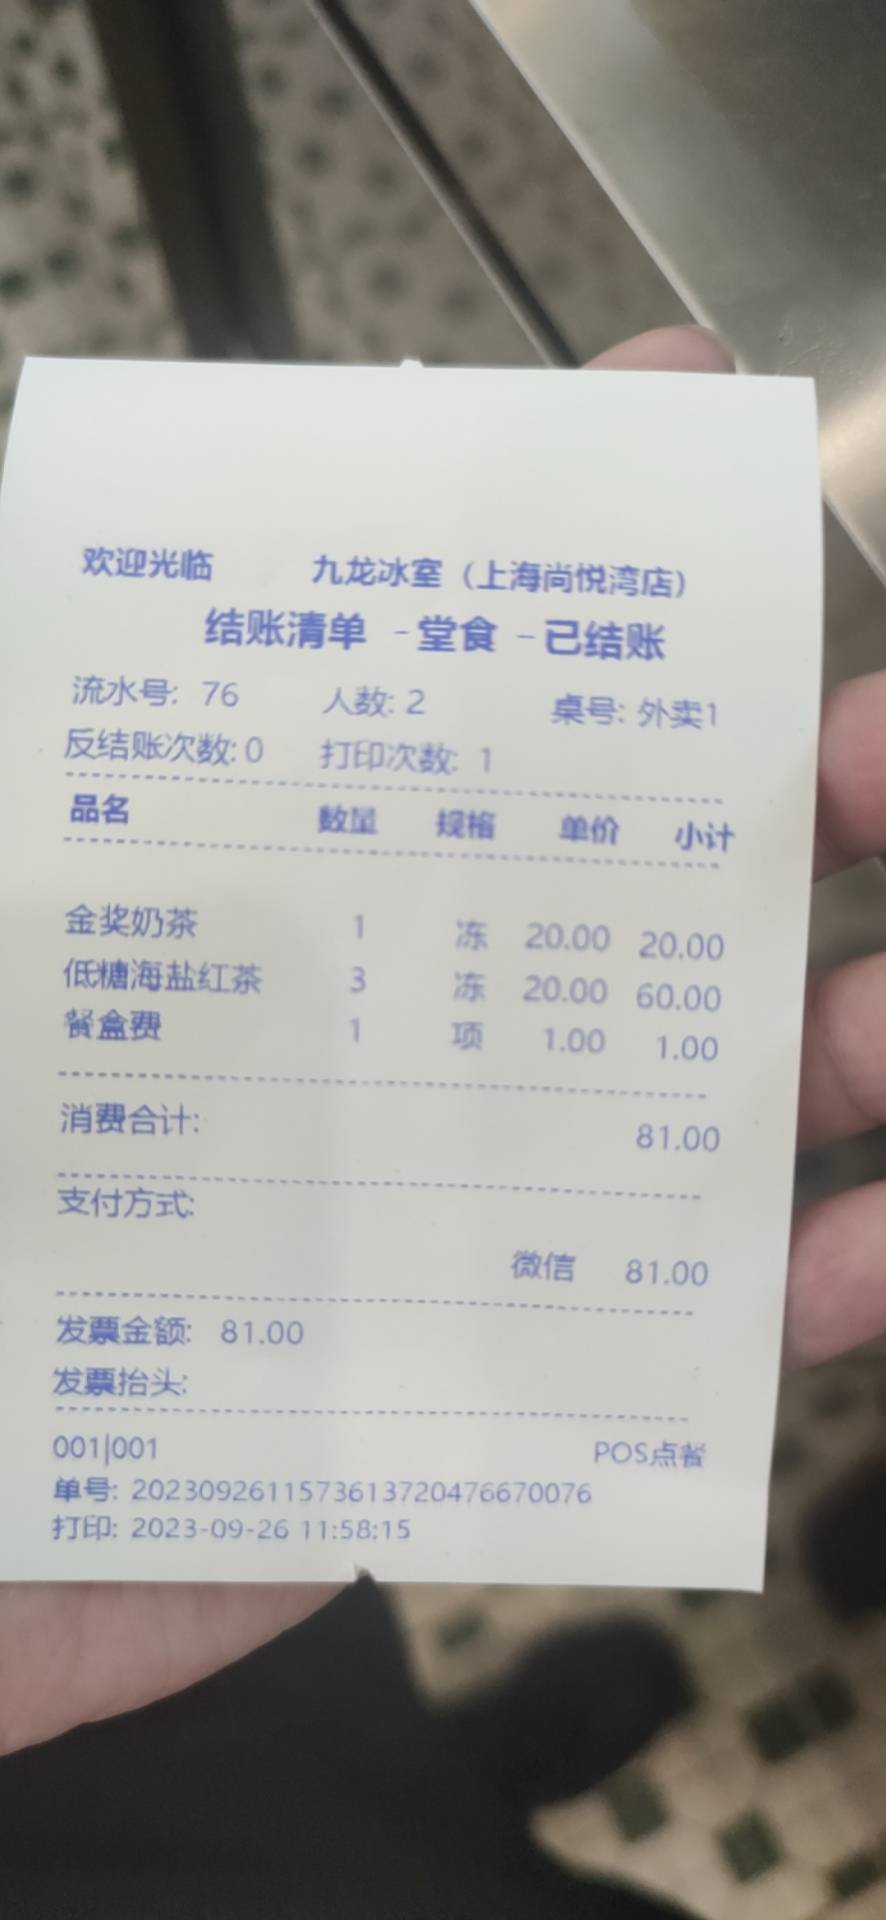 欢迎光临 九龙冰室（上海尚悦湾店）
结账清单 - 堂食 - 已结账
流水号: 76 人数: 2 桌号: 外卖1
反结账次数: 0 打印次数: 1
品名 数量 规格 单价 小计
金奖奶茶 1 冻 20.00 20.00
低糖海盐红茶 3 冻 20.00 60.00
餐盒费 1 项 1.00 1.00
消费合计: 81.00
支付方式:
微信 81.00
发票金额: 81.00
发票抬头:
001|001 POS点餐
单号: 2023092611573613720476670076
打印: 2023-09-26 11:58:15